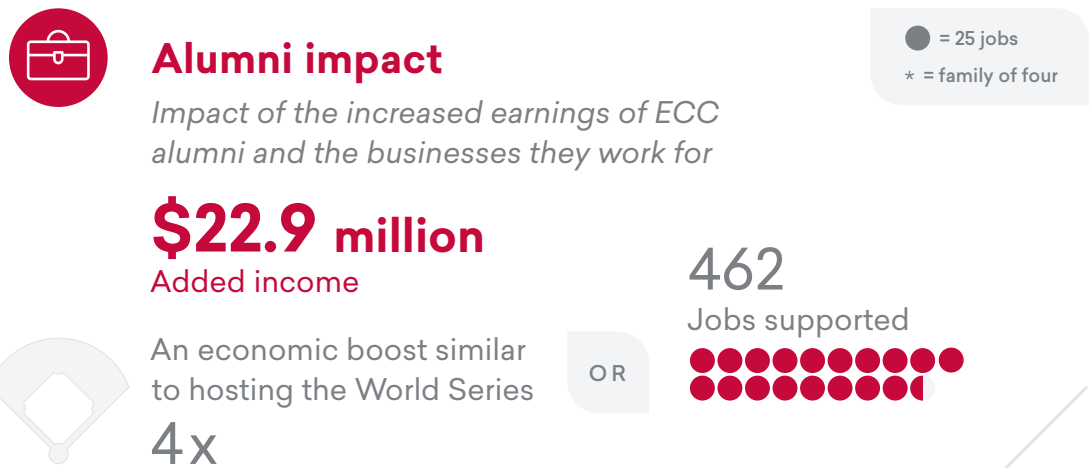 Alumni impact
Impact of the increased earnings of ECC
alumni and the businesses they work for
$22.9 million
Added income
An economic boost similar
to hosting the World Series
4x
OR
462
Jobs supported
= 25 jobs
* = family of four